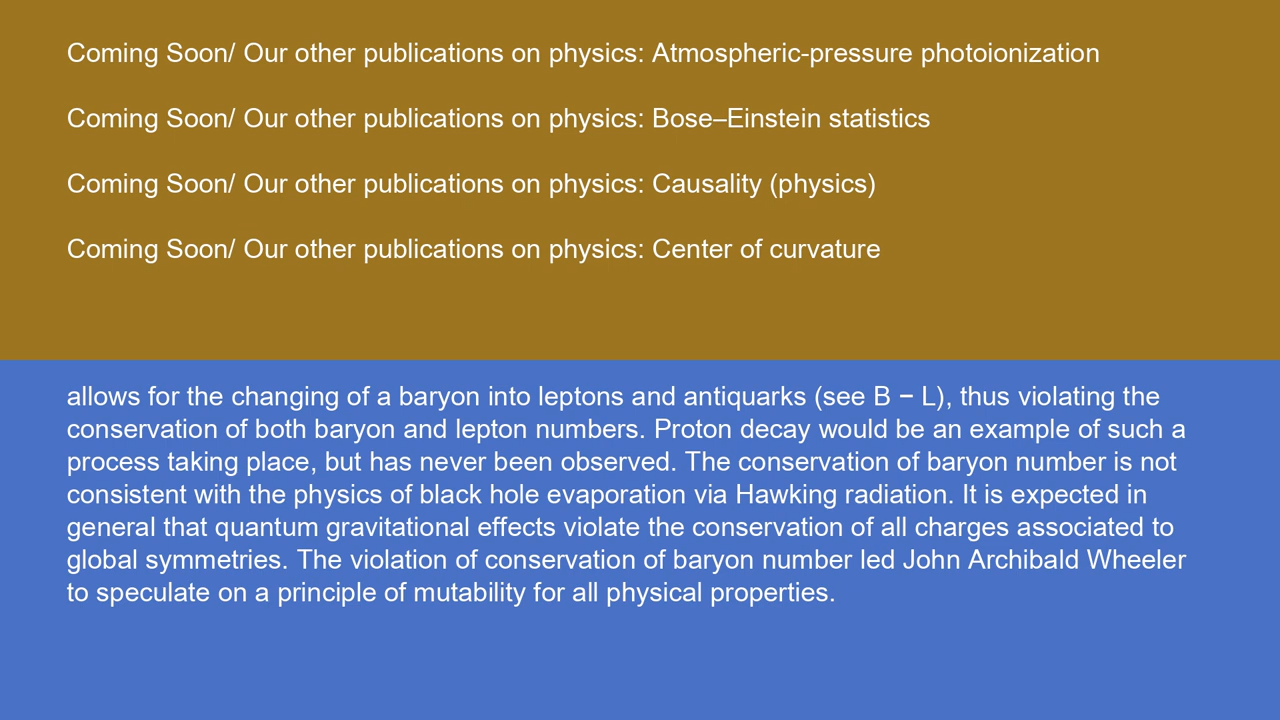 Coming Soon/ Our other publications on physics: Atmospheric-pressure photoionization
Coming Soon/ Our other publications on physics: Bose–Einstein statistics
Coming Soon/ Our other publications on physics: Causality (physics)
Coming Soon/ Our other publications on physics: Center of curvature
allows for the changing of a baryon into leptons and antiquarks (see B − L), thus violating the
conservation of both baryon and lepton numbers. Proton decay would be an example of such a
process taking place, but has never been observed. The conservation of baryon number is not
consistent with the physics of black hole evaporation via Hawking radiation. It is expected in
general that quantum gravitational effects violate the conservation of all charges associated to
global symmetries. The violation of conservation of baryon number led John Archibald Wheeler
to speculate on a principle of mutability for all physical properties.